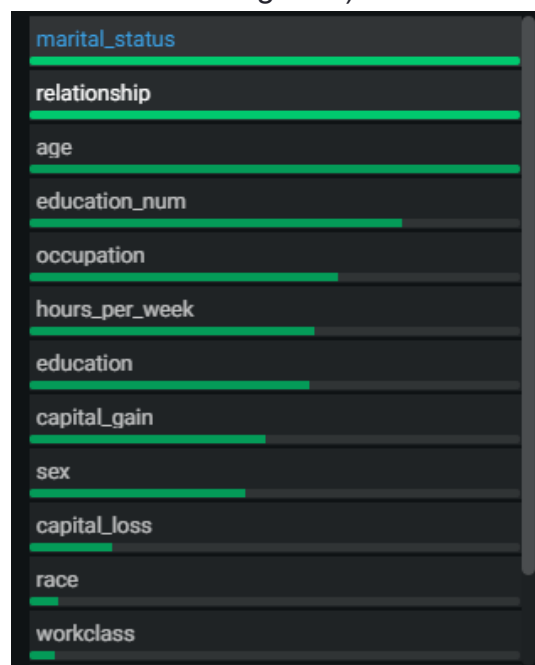 marital_status
relationship
age
education_num
occupation
hours_per_week
education
capital_gain
sex
capital_loss
race
workclass